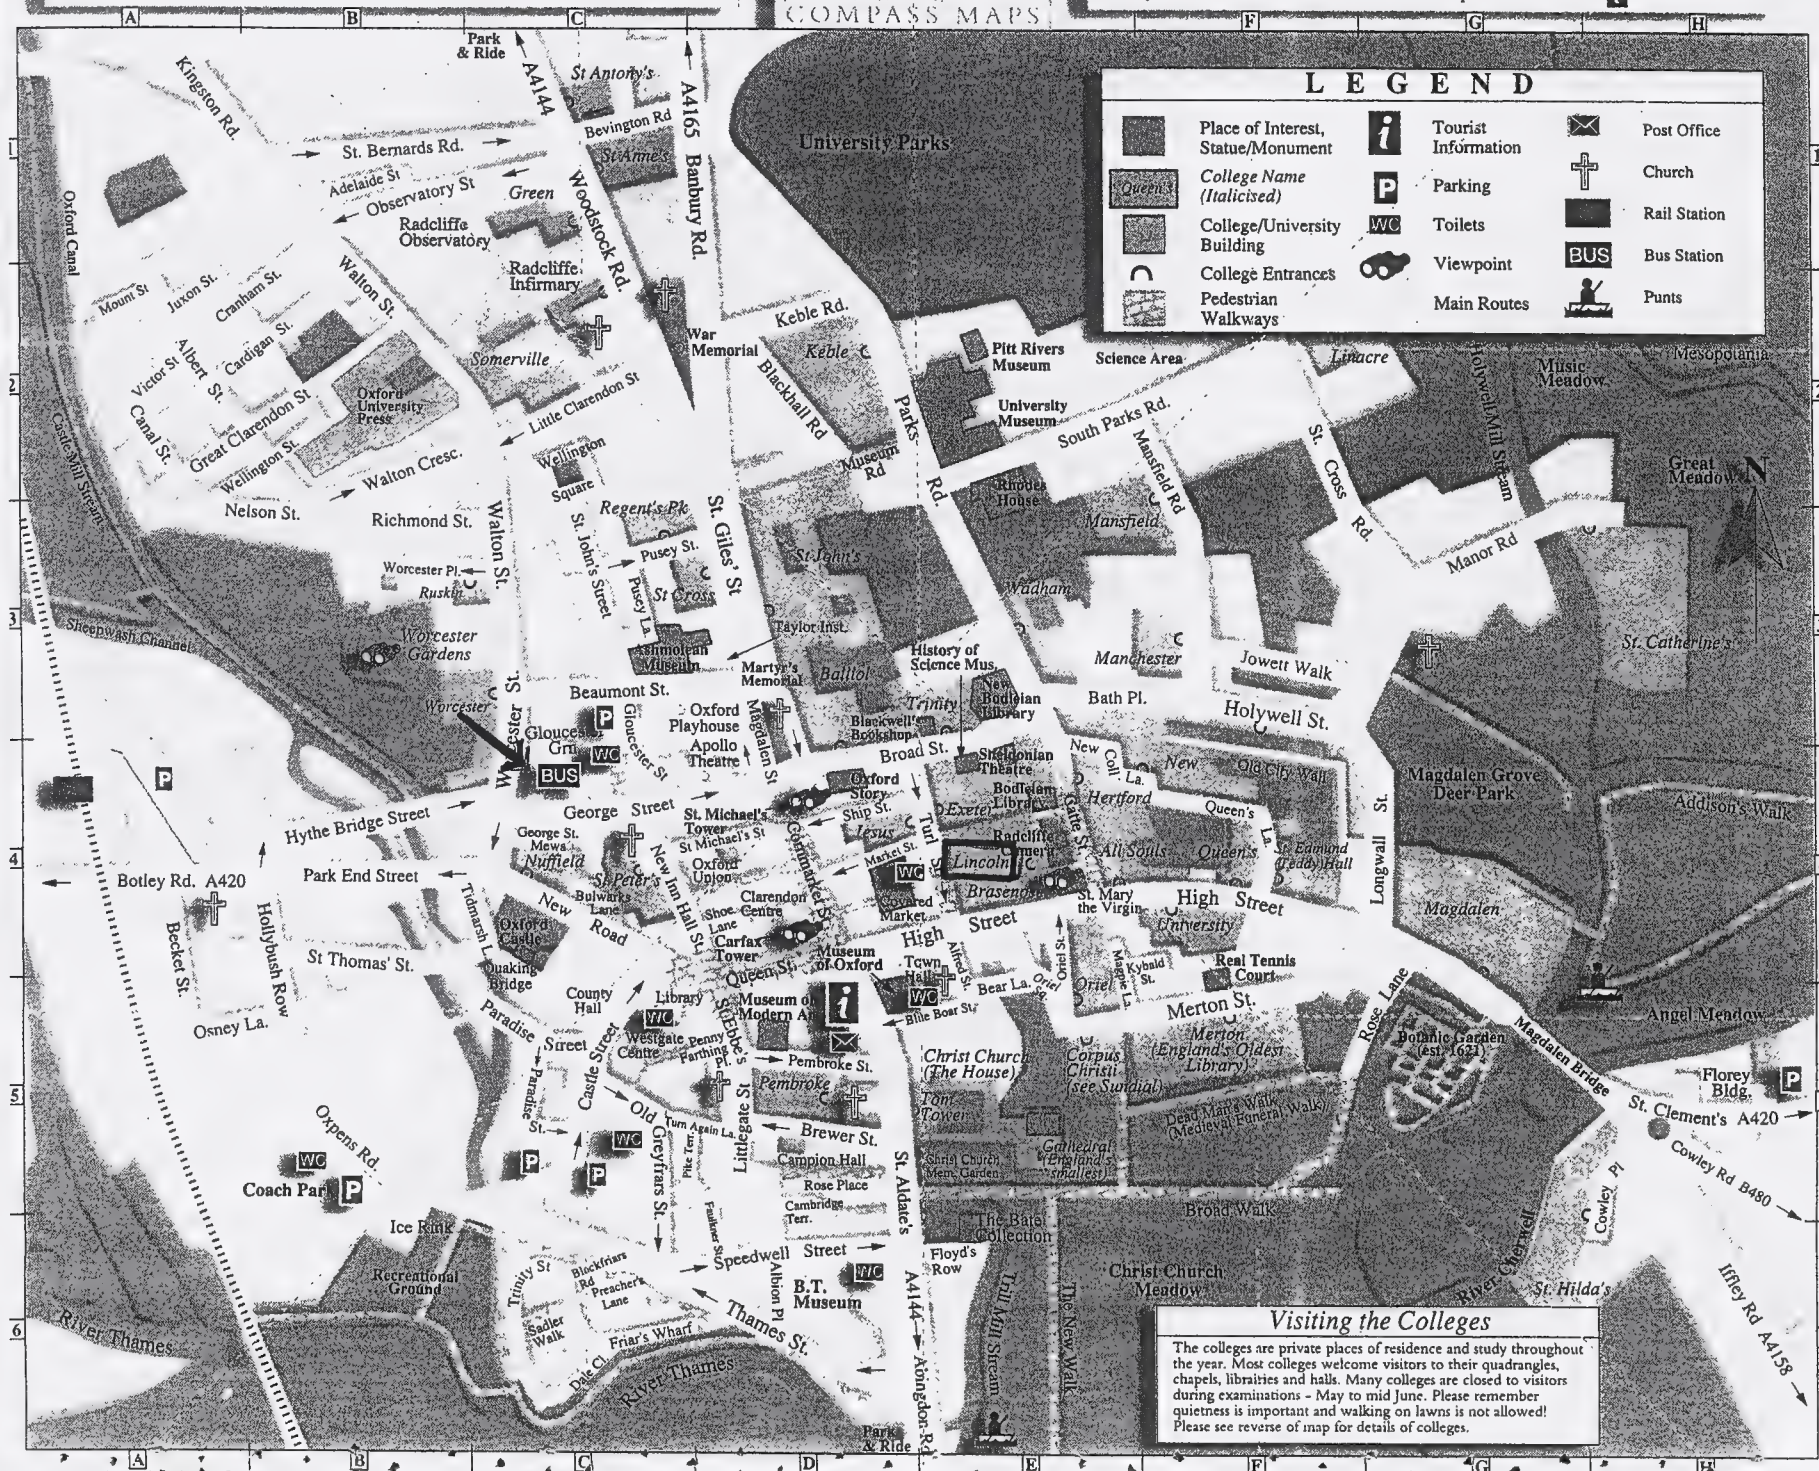 COMPASS MAPS
A
B
C
F
G
H
LEGEND
Place of Interest,
Statue/Monument
Queen's
College Name
(Italicised)
College/University
Building
College Entrances
Pedestrian
Walkways
i
Tourist
Information
P
Parking
WC
Toilets
Viewpoint
Main Routes
Post Office
Church
Rail Station
BUS
Bus Station
Punts
Park
& Ride
A4144
St Antony's
A4165
Banbury Rd.
Kingston Rd.
Bevington Rd
St. Bernards Rd.
St Anne's
University Parks
1
Adelaide St
Observatory St
Green
Woodstock Rd.
Oxford Canal
Radcliffe
Observatory
Radcliffe
Infirmary
Walton St.
Mount St
Juxon St.
Cranham St.
Cardigan St.
Albert St.
Victor St
Canal St.
Great Clarendon St
Wellington St.
Keble Rd.
War
Memorial
Keble
Blackhall Rd
Pitt Rivers
Museum
Science Area
Linacre
Holywell Mill Stream
Music
Meadow
Mesopotamia
2
Somerville
Oxford
University
Press
Little Clarendon St
University
Museum
South Parks Rd.
Parks
Rd.
Museum
Rd
Castle Mill Stream
Walton Cresc.
Wellington
Square
Mansfield Rd
St. Cross Rd.
Great
Meadow
N
Nelson St.
Richmond St.
Walton St.
Regent's Pk
St. Giles' St
Rhodes
House
Mansfield
Manor Rd
St. John's Street
Pusey St.
Pusey La.
St John's
Worcester Pl.
Ruskin
St Cross
Wadham
3
Sheepwash Channel
Worcester
Gardens
Taylor Inst.
Ashmolean
Museum
Martyr's
Memorial
Balliol
History of
Science Mus.
Manchester
Jowett Walk
St. Catherine's
Worcester
Beaumont St.
Trinity
New
Bodleian
Library
Bath Pl.
Holywell St.
P
Oxford
Playhouse
Apollo
Theatre
Magdalen St
Gloucester St
Blackwell's
Bookshop
Broad St.
WC
BUS
Sheldonian
Theatre
New
Coll. La.
New
Old City Wall
Magdalen Grove
Deer Park
Addison's Walk
P
Hythe Bridge Street
George Street
Oxford
Story
Ship St.
Bodleian
Library
Exeter
Hertford
Queen's
La.
St. Michael's
Tower
St Michael's St
Jesus
Turl
St.
Catte St.
Longwall St.
George St.
Mews
Nuffield
Cornmarket St
Market St.
WC
Lincoln
All Souls
Queen's
St. Edmund
(Teddy) Hall
4
Park End Street
Botley Rd. A420
St Peter's
New Inn Hall St.
Oxford
Union
Brasenose
Bulwarks
Lane
Clarendon
Centre
Covered
Market
St. Mary
the Virgin
High Street
Magdalen
New Road
Shoe
Lane
Carfax
Tower
High Street
University
Becket St.
Hollybush Row
Tidmarsh L.
Oxford
Castle
St Thomas' St.
Quaking
Bridge
Queen St.
Museum
of Oxford
Town
Hall
Alfred St.
Oriel St.
Magpie La.
Kybald
St.
Real Tennis
Court
Bear La.
Oriel
Sq.
Oriel
County
Hall
Library
WC
St. Ebbe's
Museum of
Modern Art
i
WC
Blue Boar St.
Merton St.
Rose Lane
Osney La.
Paradise Street
Westgate
Centre
Penny
Farthing
Pl.
Pembroke St.
Christ Church
(The House)
Corpus
Christi
(see Sundial)
Merton
(England's Oldest
Library)
Botanic Garden
(est. 1621)
Magdalen Bridge
Angel Meadow
Castle Street
Paradise
St.
Pembroke
Tom
Tower
Dead Man's Walk
(Medieval Funeral Walk)
Florey
Bldg.
P
St. Clement's A420
5
Old
Greyfriars St.
Turn Again La.
Littlegate St
Brewer St.
Cathedral
(England's
smallest)
Oxpens Rd.
WC
P
P
Pike Terr.
Campion Hall
Rose Place
Christ Church
Mem. Garden
Cowley Rd B480
Cowley Pl
WC
Coach Park
P
Cambridge
Terr.
St. Aldate's
Broad Walk
Ice Rink
Faulkner St.
The Bate
Collection
Speedwell Street
Floyd's
Row
Recreational
Ground
Trinity St
Blackfriars
Rd
Preacher's
Lane
Albion Pl
B.T.
Museum
WC
A4144
Abingdon Rd
Trill Mill Stream
The New Walk
Christ Church
Meadow
River Cherwell
St. Hilda's
Iffley Rd A4158
6
River Thames
Sadler
Walk
Friar's Wharf
Thames St.
Dale Cl
River Thames
Park
& Ride
Visiting the Colleges
The colleges are private places of residence and study throughout
the year. Most colleges welcome visitors to their quadrangles,
chapels, libraries and halls. Many colleges are closed to visitors
during examinations - May to mid June. Please remember
quietness is important and walking on lawns is not allowed!
Please see reverse of map for details of colleges.
A
B
C
D
E
F
G
H